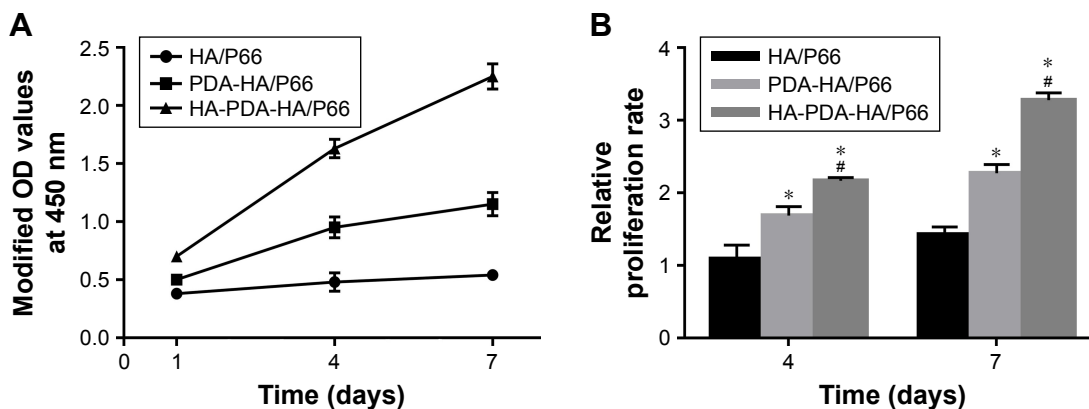 A
Modified OD values
at 450 nm
2.5
2.0
1.5
1.0
0.5
0.0
HA/P66
PDA-HA/P66
HA-PDA-HA/P66
0
1
4
7
Time (days)
B
Relative
proliferation rate
4
3
2
1
0
HA/P66
PDA-HA/P66
HA-PDA-HA/P66
*
*
#
*
*
#
4
7
Time (days)